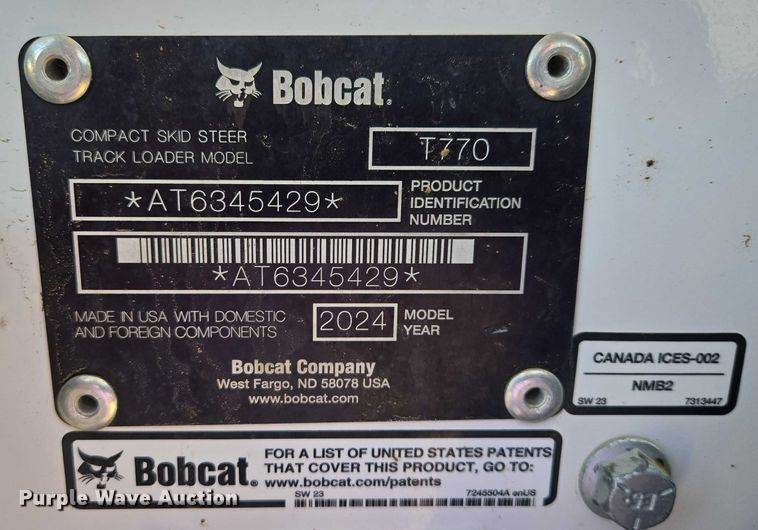 Bobcat.
COMPACT SKID STEER
TRACK LOADER MODEL
T770
*AT6345429*
PRODUCT
IDENTIFICATION
NUMBER
*AT6345429*
MADE IN USA WITH DOMESTIC
AND FOREIGN COMPONENTS
2024
MODEL
YEAR
Bobcat Company
West Fargo, ND 58078 USA
www.bobcat.com
CANADA ICES-002
NMB2
SW 23
7313447
Bobcat.
FOR A LIST OF UNITED STATES PATENTS
THAT COVER THIS PRODUCT, GO TO:
www.bobcat.com/patents
SW 23
7245504A enUS
Purple Wave Auction